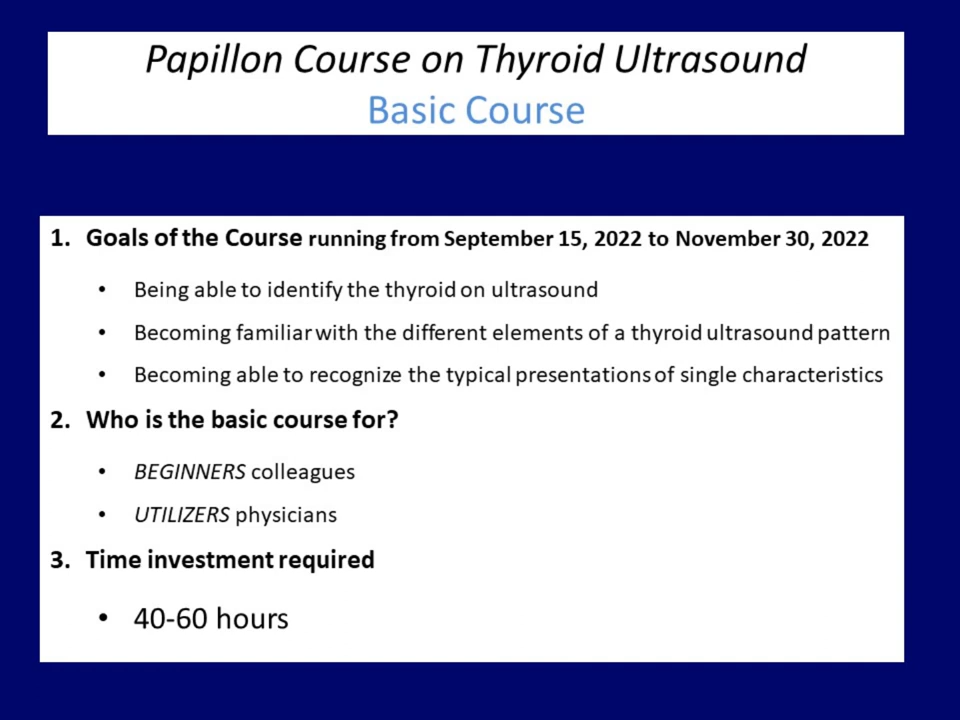 Papillon Course on Thyroid Ultrasound
Basic Course
1. Goals of the Course running from September 15, 2022 to November 30, 2022
• Being able to identify the thyroid on ultrasound
• Becoming familiar with the different elements of a thyroid ultrasound pattern
• Becoming able to recognize the typical presentations of single characteristics
2. Who is the basic course for?
• BEGINNERS colleagues
• UTILIZERS physicians
3. Time investment required
• 40-60 hours